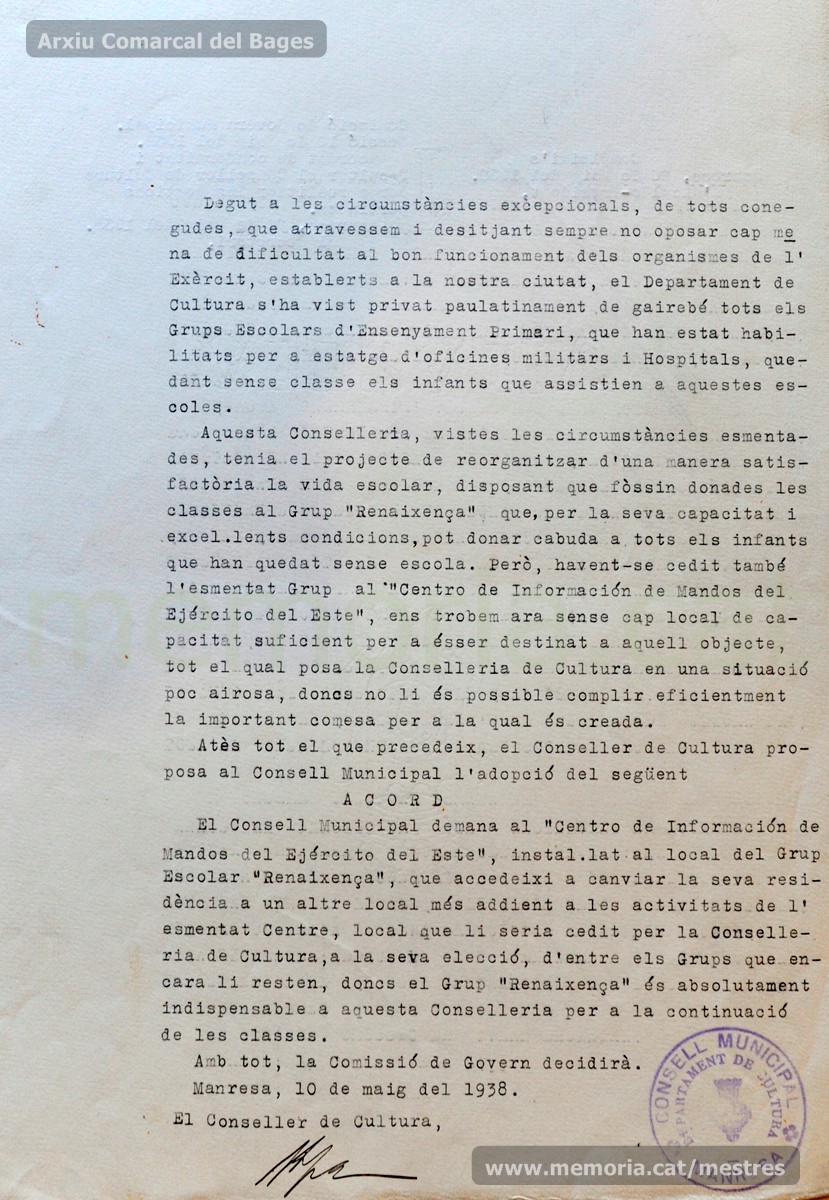 Arxiu Comarcal del Bages
Degut a les circumstàncies excepcionals, de tots cone-
gudes, que atravessem i desitjant sempre no oposar cap me
na de dificultat al bon funcionament dels organismes de l'
Exèrcit, establerts a la nostra ciutat, el Departament de
Cultura s'ha vist privat paulatinament de gairebé tots els
Grups Escolars d'Ensenyament Primari, que han estat habi-
litats per a estatge d'oficines militars i Hospitals, que-
dant sense classe els infants que assistien a aquestes es-
coles.
Aquesta Conselleria, vistes les circumstàncies esmenta-
des, tenia el projecte de reorganitzar d'una manera satis-
factòria la vida escolar, disposant que fòssin donades les
classes al Grup "Renaixença" que, per la seva capacitat i
excel.lents condicions, pot donar cabuda a tots els infants
que han quedat sense escola. Però, havent-se cedit també
l'esmentat Grup al "Centro de Información de Mandos del
Ejército del Este", ens trobem ara sense cap local de ca-
pacitat suficient per a ésser destinat a aquell objecte,
tot el qual posa la Conselleria de Cultura en una situació
poc airosa, doncs no li és possible complir eficientment
la important comesa per a la qual és creada.
Atès tot el que precedeix, el Conseller de Cultura pro-
posa al Consell Municipal l'adopció del següent
A C O R D
El Consell Municipal demana al "Centro de Información de
Mandos del Ejército del Este", instal.lat al local del Grup
Escolar "Renaixença", que accedeixi a canviar la seva resi-
dència a un altre local més addient a les activitats de l'
esmentat Centre, local que li seria cedit per la Conselle-
ria de Cultura, a la seva elecció, d'entre els Grups que en-
cara li resten, doncs el Grup "Renaixença" és absolutament
indispensable a aquesta Conselleria per a la continuació
de les classes.
Amb tot, la Comissió de Govern decidirà.
Manresa, 10 de maig del 1938.
El Conseller de Cultura,
CONSELL MUNICIPAL
DEPARTAMENT DE CULTURA
MANRESA
www.memoria.cat/mestres